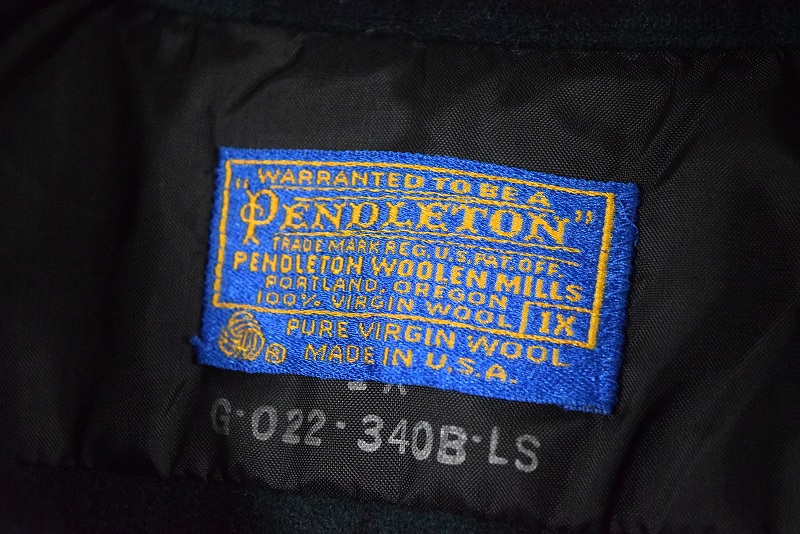 WARRANTED TO BE A
"PENDLETON"
TRADE MARK REG. U.S. PAT. OFF.
PENDLETON WOOLEN MILLS
PORTLAND, OREGON
100% VIRGIN WOOL 1X
PURE VIRGIN WOOL
® MADE IN U.S.A.
G-022-340B-LS